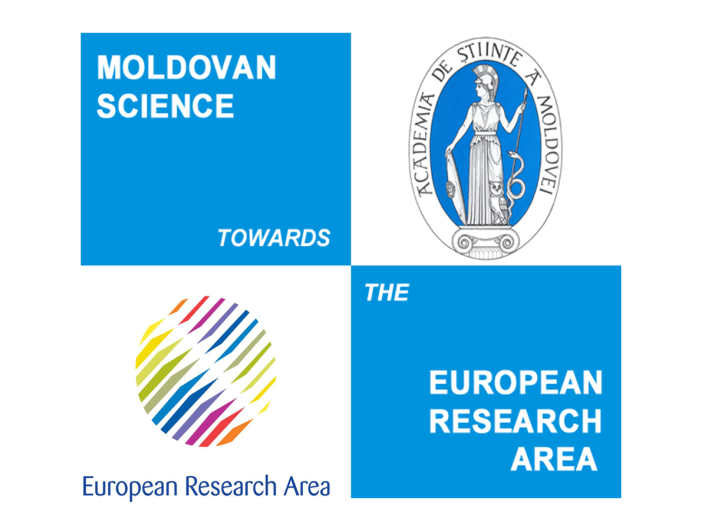 MOLDOVAN
SCIENCE
TOWARDS
ACADEMIA DE ŞTIINŢE A MOLDOVEI
THE
EUROPEAN
RESEARCH
AREA
European Research Area